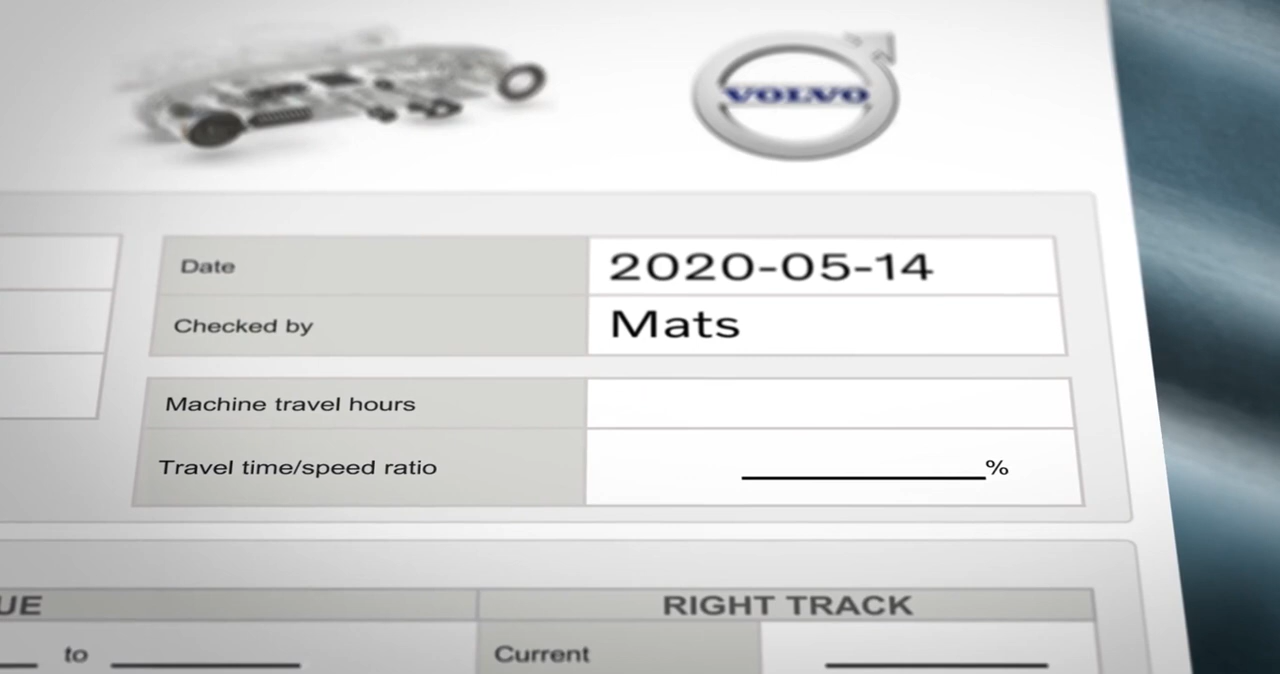 VOLVO
Date 2020-05-14
Checked by Mats
Machine travel hours
Travel time/speed ratio %
UE RIGHT TRACK
to Current